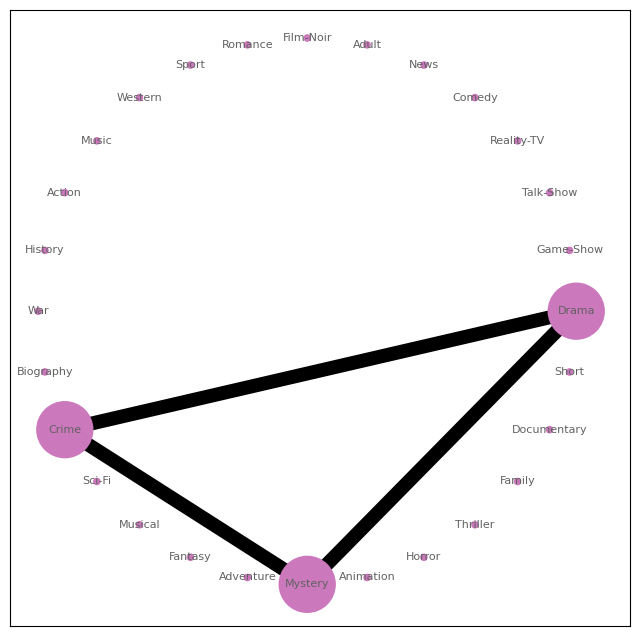 Film-Noir
Romance
Adult
Sport
News
Western
Comedy
Music
Reality-TV
Action
Talk-Show
History
Game-Show
War
Drama
Biography
Short
Crime
Documentary
Sci-Fi
Family
Musical
Thriller
Fantasy
Horror
Adventure
Animation
Mystery